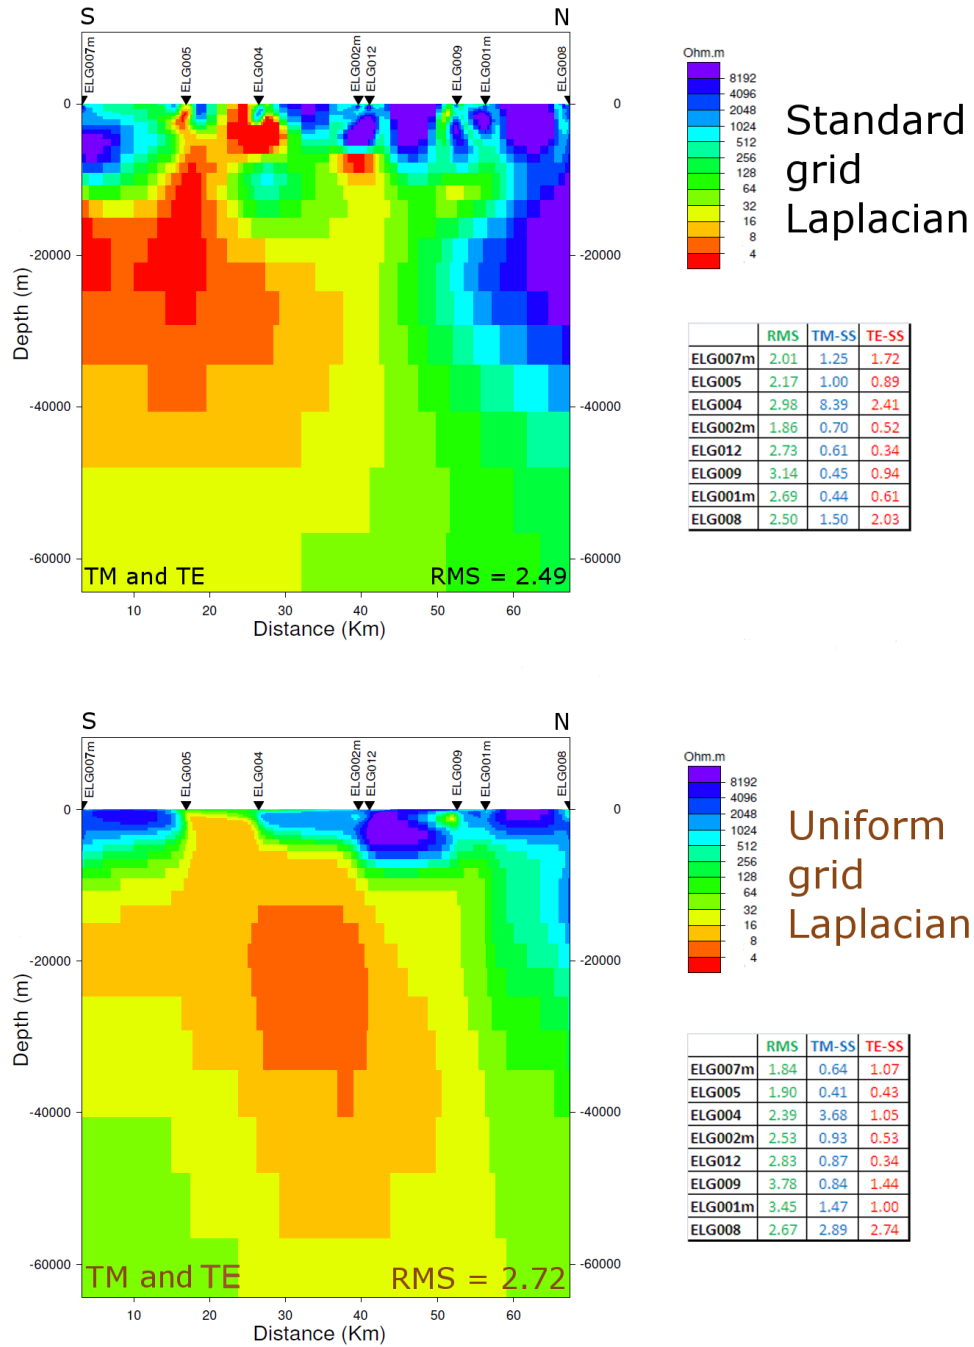 S N
ELG007m ELG005 ELG004 ELG002m ELG012 ELG009 ELG001m ELG008
0 0
-20000 -20000
-40000 -40000
-60000 -60000
Depth (m)
TM and TE RMS = 2.49
10 20 30 40 50 60
Distance (Km)
Ohm.m
8192
4096
2048
1024
512
256
128
64
32
16
8
4
Standard
grid
Laplacian
RMS TM-SS TE-SS
ELG007m 2.01 1.25 1.72
ELG005 2.17 1.00 0.89
ELG004 2.98 8.39 2.41
ELG002m 1.86 0.70 0.52
ELG012 2.73 0.61 0.34
ELG009 3.14 0.45 0.94
ELG001m 2.69 0.44 0.61
ELG008 2.50 1.50 2.03
S N
ELG007m ELG005 ELG004 ELG002m ELG012 ELG009 ELG001m ELG008
0 0
-20000 -20000
-40000 -40000
-60000 -60000
Depth (m)
TM and TE RMS = 2.72
10 20 30 40 50 60
Distance (Km)
Ohm.m
8192
4096
2048
1024
512
256
128
64
32
16
8
4
Uniform
grid
Laplacian
RMS TM-SS TE-SS
ELG007m 1.84 0.64 1.07
ELG005 1.90 0.41 0.43
ELG004 2.39 3.68 1.05
ELG002m 2.53 0.93 0.53
ELG012 2.83 0.87 0.34
ELG009 3.78 0.84 1.44
ELG001m 3.45 1.47 1.00
ELG008 2.67 2.89 2.74